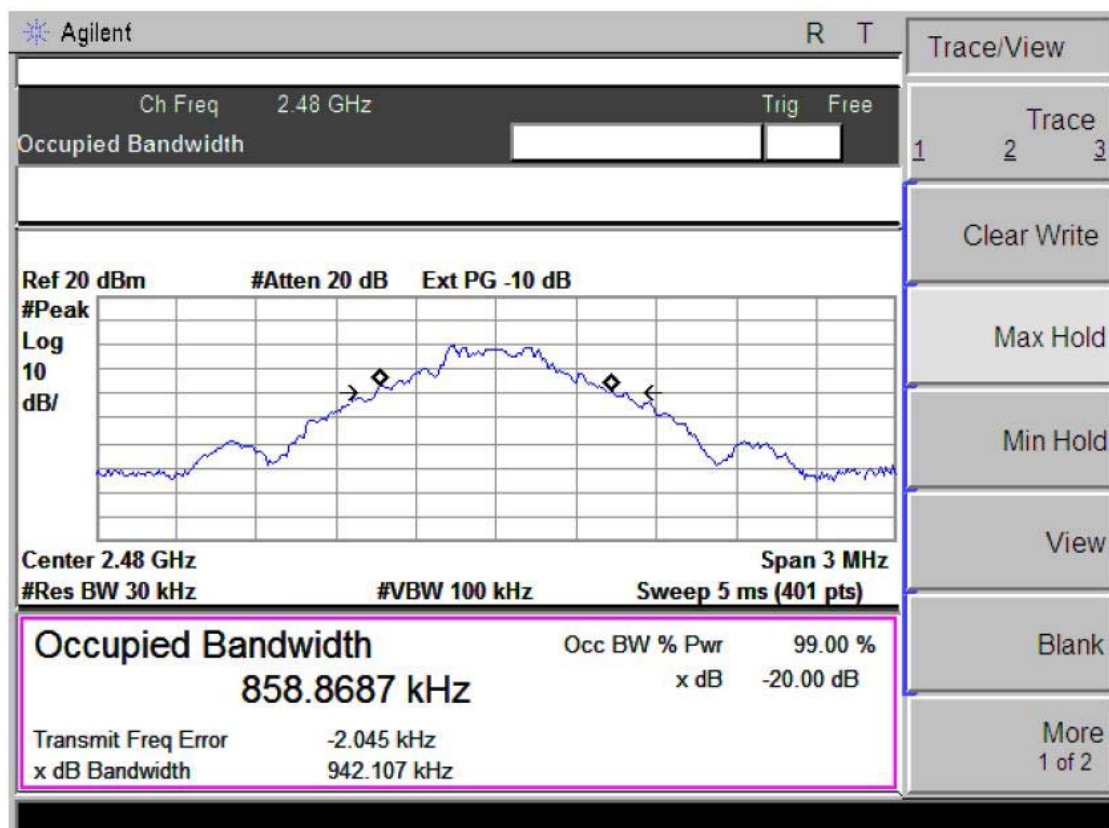 Agilent R T
Trace/View
Ch Freq 2.48 GHz Trig Free
Occupied Bandwidth
Trace
1 2 3
Clear Write
Ref 20 dBm #Atten 20 dB Ext PG -10 dB
#Peak
Log
10
dB/
Max Hold
Min Hold
View
Center 2.48 GHz Span 3 MHz
#Res BW 30 kHz #VBW 100 kHz Sweep 5 ms (401 pts)
Blank
Occupied Bandwidth Occ BW % Pwr 99.00 %
858.8687 kHz x dB -20.00 dB
Transmit Freq Error -2.045 kHz
x dB Bandwidth 942.107 kHz
More
1 of 2